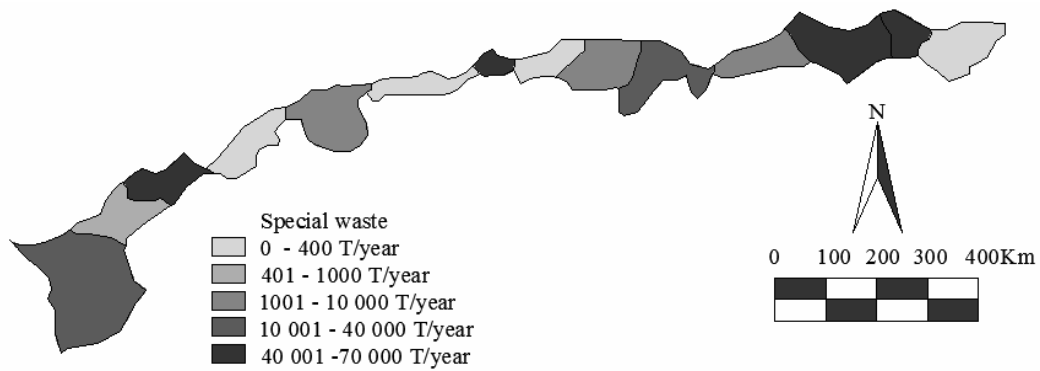 N
Special waste
0 - 400 T/year
401 - 1000 T/year
1001 - 10 000 T/year
10 001 - 40 000 T/year
40 001 -70 000 T/year
0 100 200 300 400Km